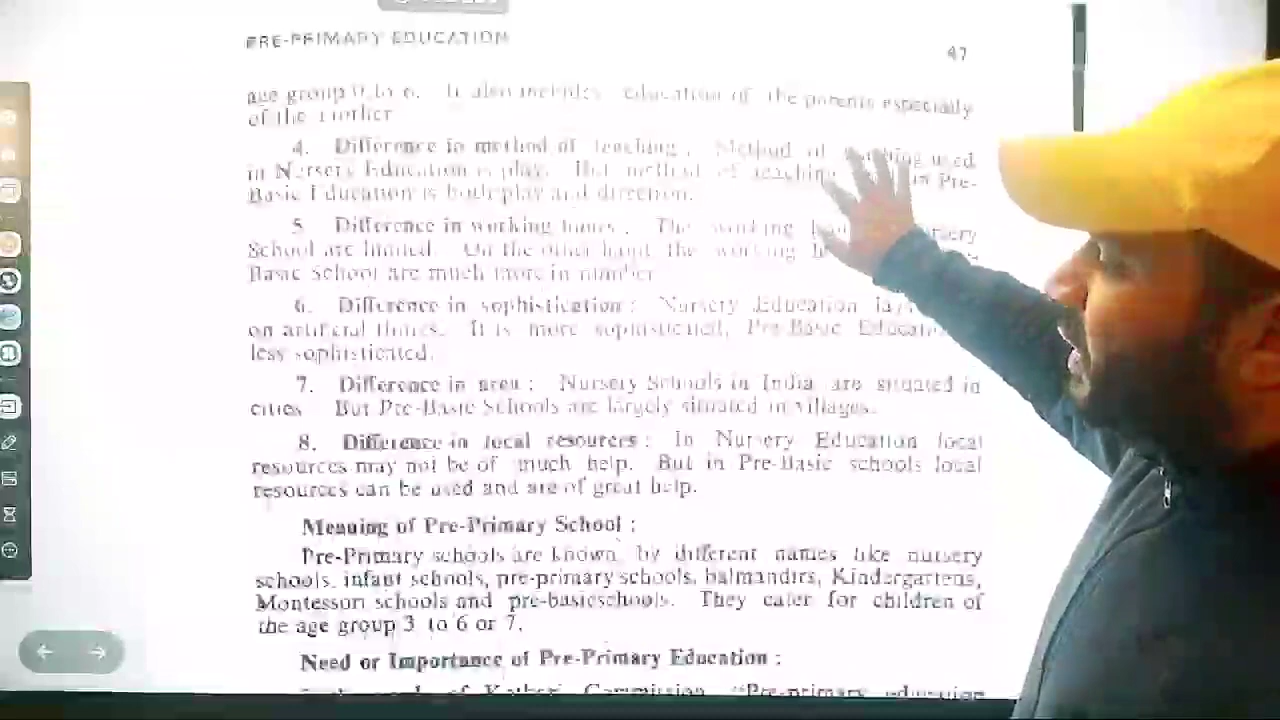 PRE-PRIMARY EDUCATION
47
age group 0 to 6. It also includes education of the parents especially
of the mother
4. Difference in method of teaching : Method of used
in Nursery Education is play. But method of teaching in Pre-
Basic Education is both play and direction.
5 Difference in working hours : The working
School are limited. On the other hand the working
Basic School are much more in number
6. Difference in sophistication : Nursery Education
on artificial things. It is more sophisticated, Pre-Basic
less sophisticated.
7. Difference in area : Nursery Schools in India are situated in
cities But Pre-Basic Schools are largely situated in villages.
8. Difference in local resources : In Nursery Education local
resources may not be of much help. But in Pre-Basic schools local
resources can be used and are of great help.
Meaning of Pre-Primary School :
Pre-Primary schools are known by different names like nursery
schools, infant schools, pre-primary schools, balmandirs, Kindergartens,
Montessori schools and pre-basicschools. They cater for children of
the age group 3 to 6 or 7.
Need or Importance of Pre-Primary Education :
of Kothari Commission, "Pre-primary education